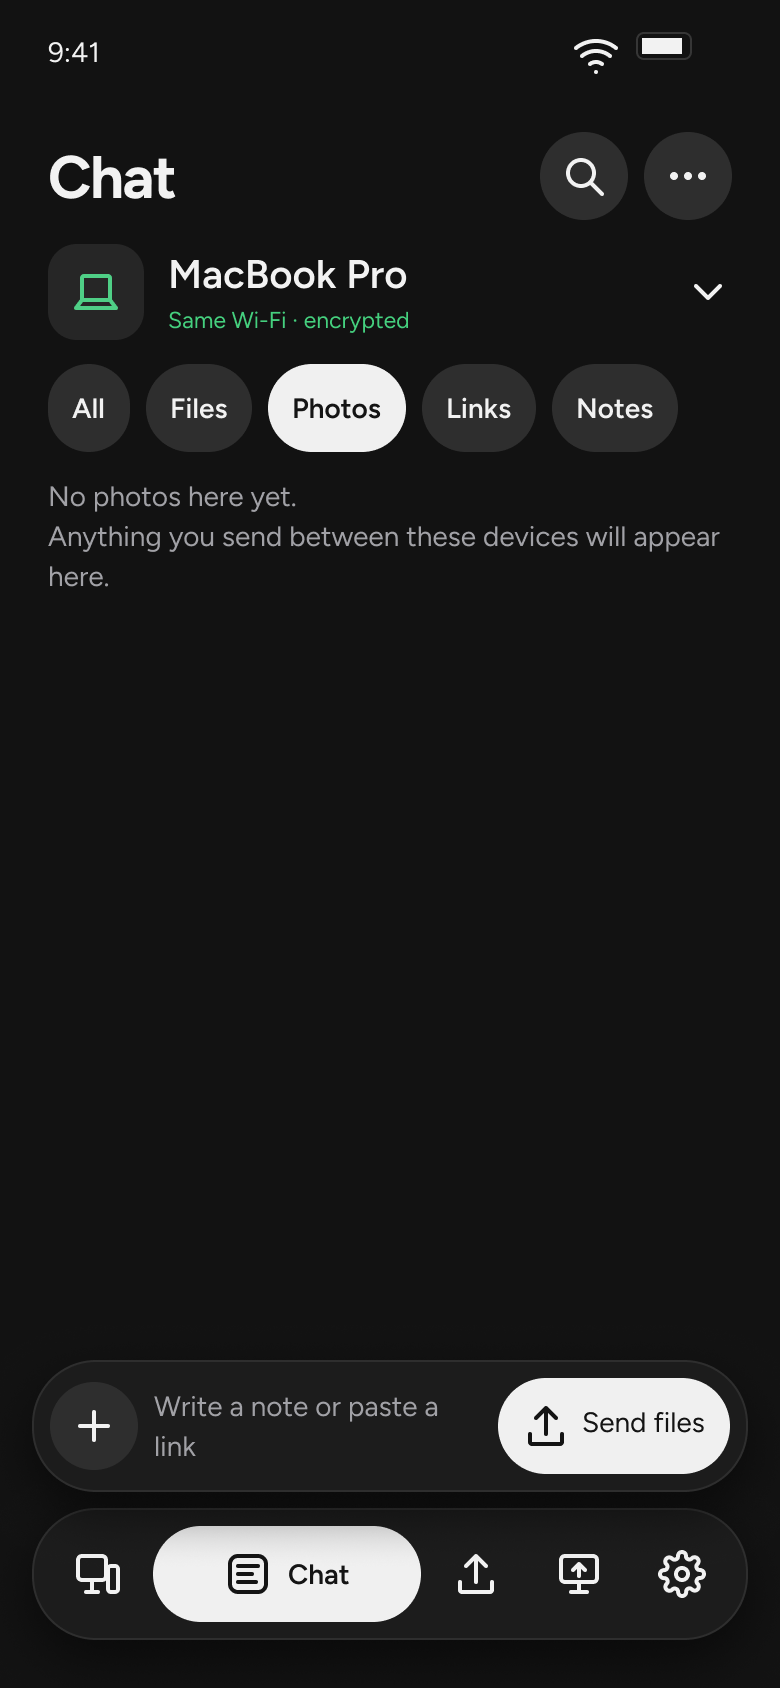 9:41
Chat
MacBook Pro
Same Wi-Fi · encrypted
All
Files
Photos
Links
Notes
No photos here yet.
Anything you send between these devices will appear
here.
Write a note or paste a
link
Send files
Chat